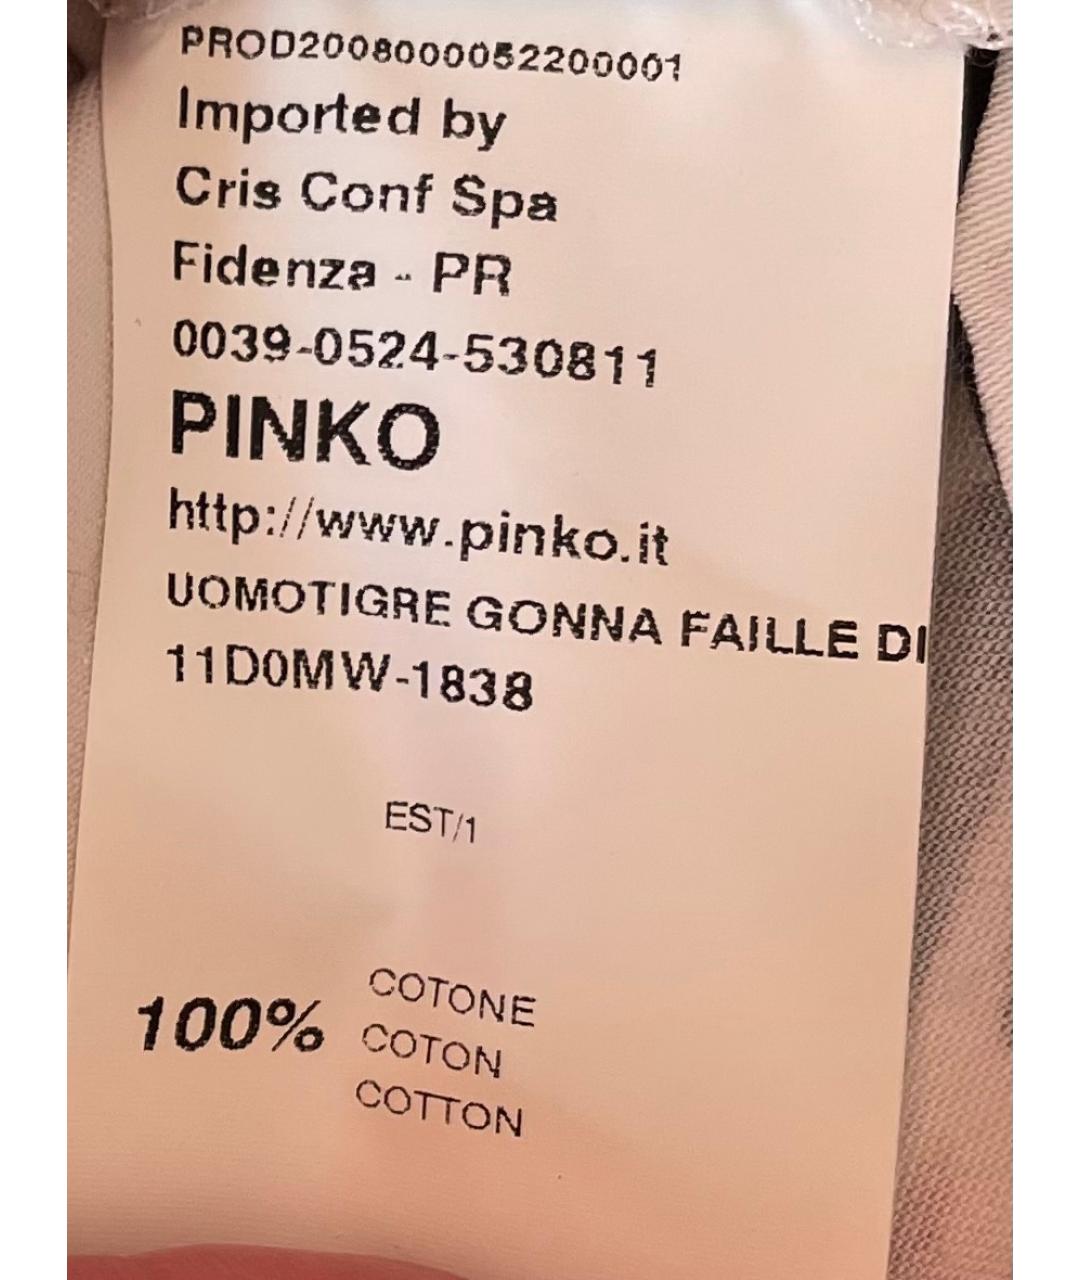 PROD2008000052200001
Imported by
Cris Conf Spa
Fidenza - PR
0039-0524-530811
PINKO
http://www.pinko.it
UOMOTIGRE GONNA FAILLE DI
11D0MW-1838
EST/1
100% COTONE
COTON
COTTON